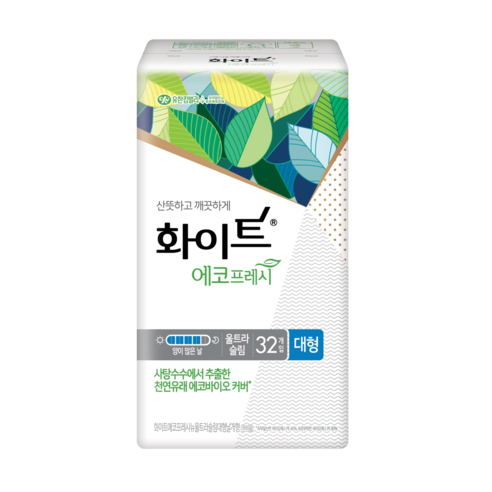 유한킴벌리
산뜻하고 깨끗하게
화이트®
에코프레시
양이 많은 날
울트라
슬림
32개입
대형
사탕수수에서 추출한
천연유래 에코바이오 커버*